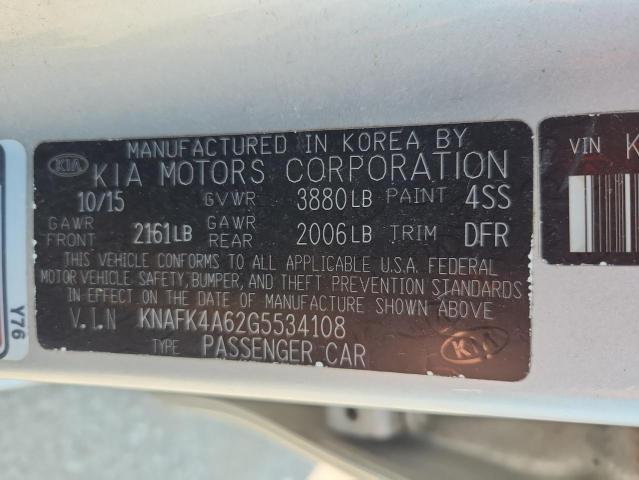 MANUFACTURED IN KOREA BY
KIA KIA MOTORS CORPORATION
10/15 GVWR 3880 LB PAINT 4SS
GAWR FRONT 2161 LB GAWR REAR 2006 LB TRIM DFR
THIS VEHICLE CONFORMS TO ALL APPLICABLE U.S.A. FEDERAL
MOTOR VEHICLE SAFETY, BUMPER, AND THEFT PREVENTION STANDARDS
IN EFFECT ON THE DATE OF MANUFACTURE SHOWN ABOVE.
V.I.N KNAFK4A62G5534108
TYPE PASSENGER CAR
KIA
VIN K
Y76